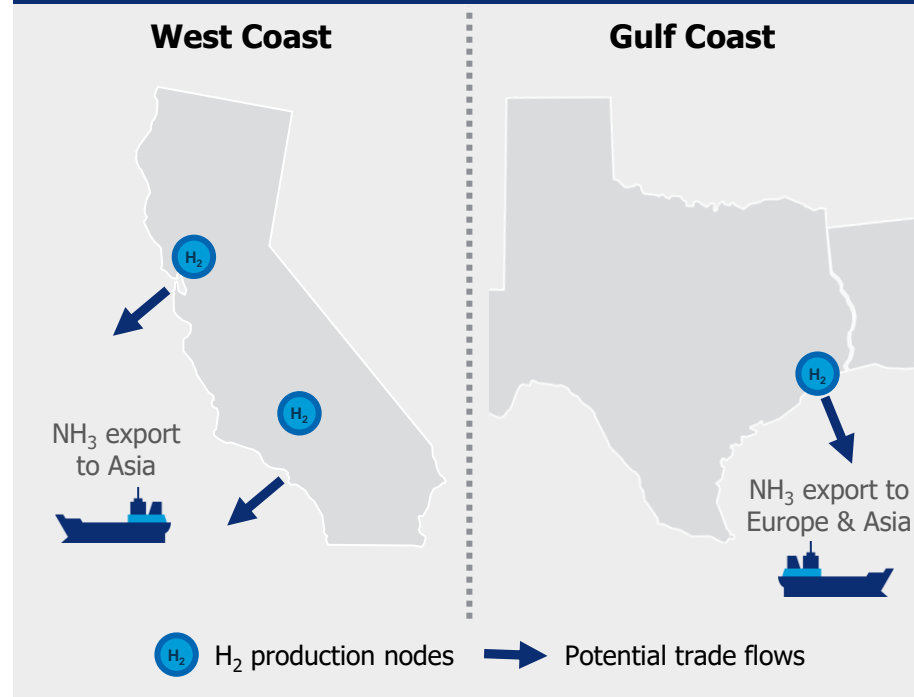 West Coast
Gulf Coast
H₂
H₂
NH₃ export
to Asia
H₂
NH₃ export to
Europe & Asia
H₂
H₂ production nodes
Potential trade flows